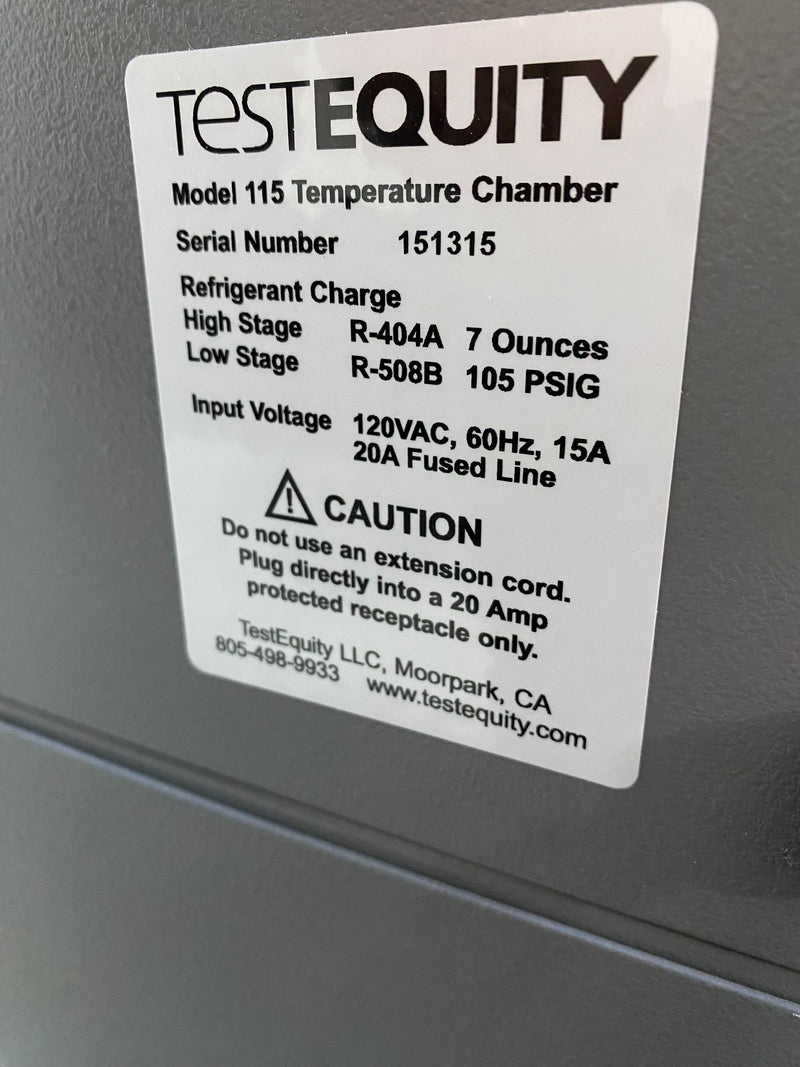 TESTEQUITY
Model 115 Temperature Chamber
Serial Number 151315
Refrigerant Charge
High Stage R-404A 7 Ounces
Low Stage R-508B 105 PSIG
Input Voltage 120VAC, 60Hz, 15A
20A Fused Line
CAUTION
Do not use an extension cord.
Plug directly into a 20 Amp
protected receptacle only.
TestEquity LLC, Moorpark, CA
805-498-9933 www.testequity.com